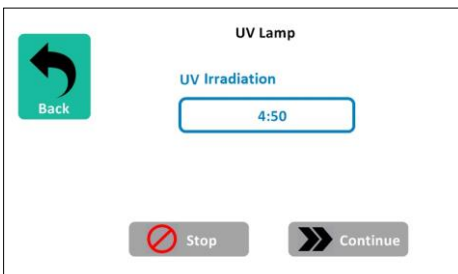 UV Lamp
UV Irradiation
Back
4:50
Stop
Continue